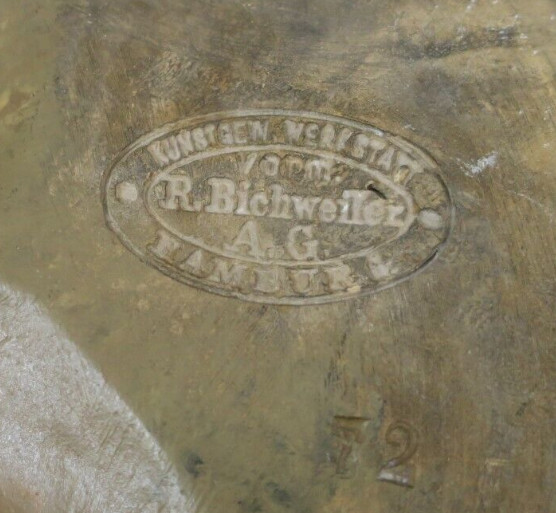 KUNSTGEW. WERKSTATT
vorm.
R. Bichweiler
A. G.
HAMBURG
72